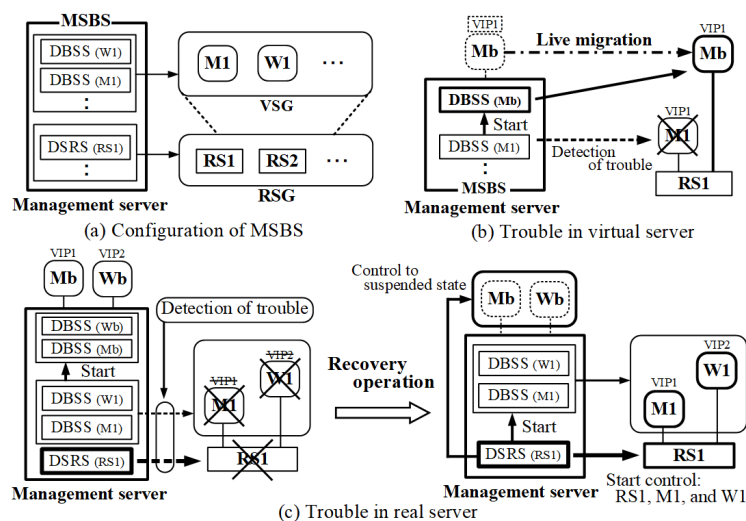 MSBS
DBSS (W1)
DBSS (M1)
:
DSRS (RS1)
:
Management server
M1
W1
...
VSG
RS1
RS2
...
RSG
(a) Configuration of MSBS
VIP1
Mb
Live migration
VIP1
Mb
DBSS (Mb)
Start
DBSS (M1)
:
MSBS
Management server
Detection
of trouble
VIP1
M1
RS1
(b) Trouble in virtual server
VIP1
VIP2
Mb
Wb
DBSS (Wb)
DBSS (Mb)
Start
DBSS (W1)
DBSS (M1)
DSRS (RS1)
Management server
Detection of trouble
VIP1
VIP2
M1
W1
RS1
Recovery
operation
Control to
suspended state
Mb
Wb
DBSS (W1)
DBSS (M1)
Start
DSRS (RS1)
Management server
VIP1
VIP2
M1
W1
RS1
Start control:
RS1, M1, and W1
(c) Trouble in real server